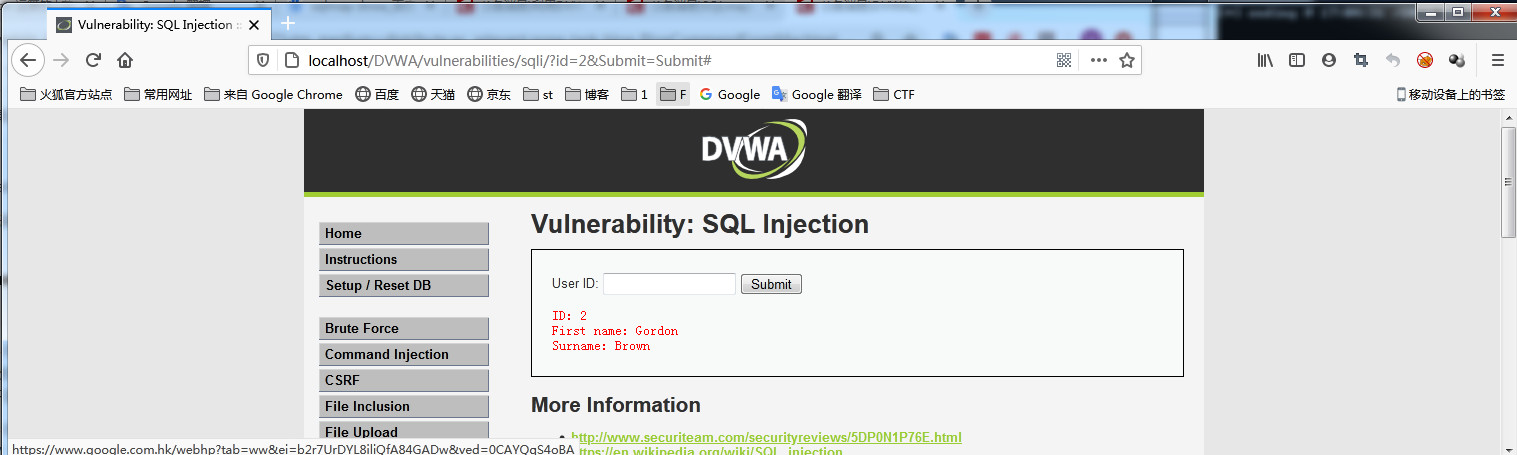 Vulnerability: SQL Injection ::
localhost/DVWA/vulnerabilities/sqli/?id=2&Submit=Submit#
火狐官方站点 常用网址 来自 Google Chrome 百度 天猫 京东 st 博客 1 F Google Google 翻译 CTF 移动设备上的书签
DVWA
Home
Instructions
Setup / Reset DB
Brute Force
Command Injection
CSRF
File Inclusion
File Upload
Vulnerability: SQL Injection
User ID: Submit
ID: 2
First name: Gordon
Surname: Brown
More Information
http://www.securiteam.com/securityreviews/5DP0N1P76E.html
ttps://en.wikipedia.org/wiki/SQL_injection
https://www.google.com.hk/webhp?tab=ww&ei=b2r7UrDYL8iliQfA84GADw&ved=0CAYQqS4oBA